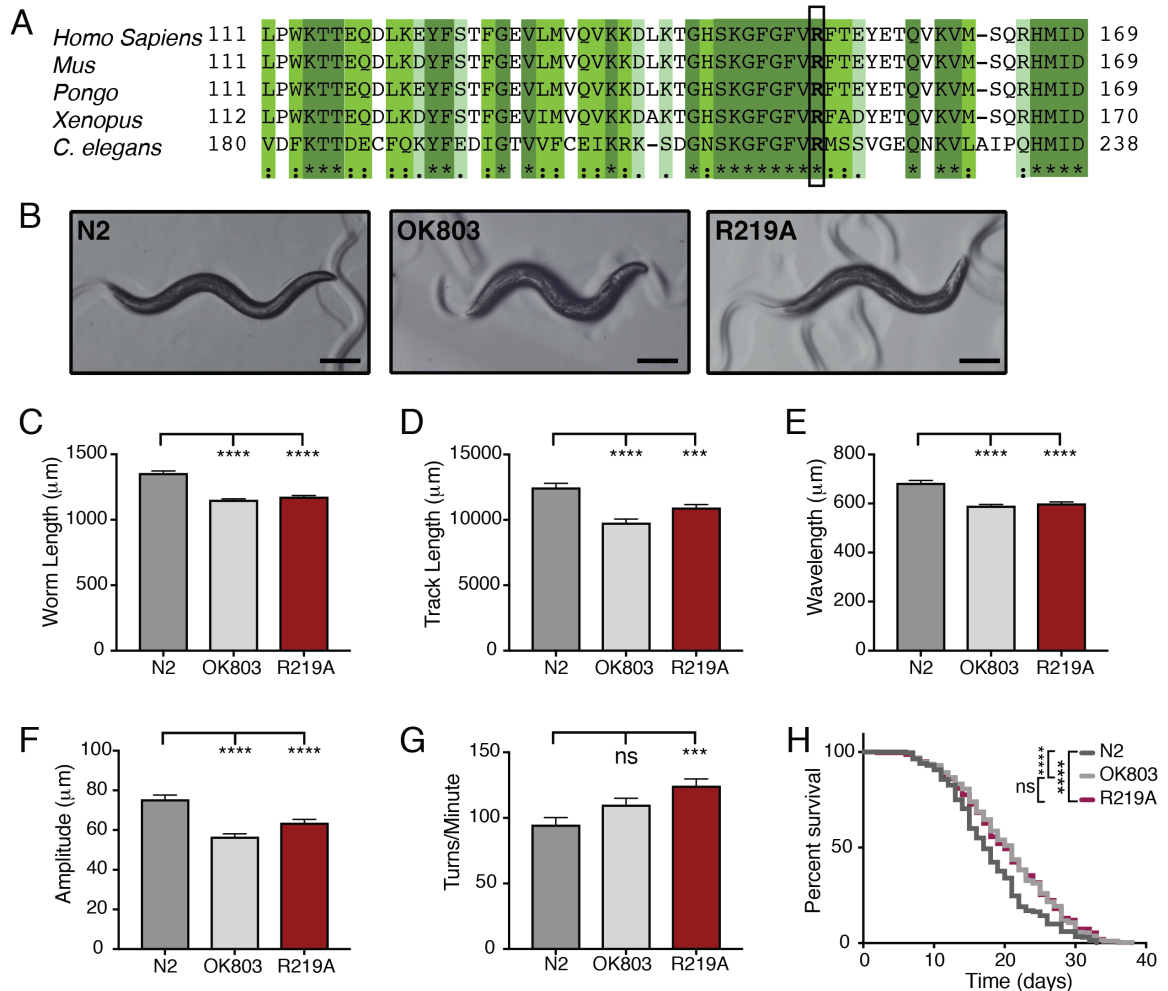 A
Homo Sapiens 111 LPWKTTEQDLKEYFSTFGEVLMVQVKKDLKTGHSKGFGFVRFTEYETQVKVM-SQRHMID 169
Mus 111 LPWKTTEQDLKDYFSTFGEVLMVQVKKDLKTGHSKGFGFVRFTEYETQVKVM-SQRHMID 169
Pongo 111 LPWKTTEQDLKEYFSTFGEVLMVQVKKDLKTGHSKGFGFVRFTEYETQVKVM-SQRHMID 169
Xenopus 112 LPWKTTEQDLKDYFSTFGEVIMVQVKKDAKTGHSKGFGFVRFADYETQVKVM-SQRHMID 170
C. elegans 180 VDFKTTDECFQKYFEDIGTVVFCEIKRK-SDGNSKGFGFVRMSSVGEQNKVLAIPQHMID 238
: :***:: ::.**. :* *:: ::*:. . *:********::.   * **:   :****
B
N2 OK803 R219A
C
**** ****
1500
1000
500
0
Worm Length (μm)
N2 OK803 R219A
D
**** ***
15000
10000
5000
0
Track Length (μm)
N2 OK803 R219A
E
**** ****
800
600
400
200
0
Wavelength (μm)
N2 OK803 R219A
F
**** ****
100
80
60
40
20
0
Amplitude (μm)
N2 OK803 R219A
G
ns ***
150
100
50
0
Turns/Minute
N2 OK803 R219A
H
100
50
0
Percent survival
ns **** ****
N2
OK803
R219A
0 10 20 30 40
Time (days)